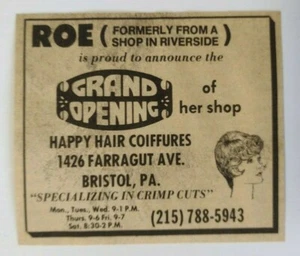 ROE ( FORMERLY FROM A
SHOP IN RIVERSIDE )
is proud to announce the
GRAND
OPENING
of
her shop
HAPPY HAIR COIFFURES
1426 FARRAGUT AVE.
BRISTOL, PA.
"SPECIALIZING IN CRIMP CUTS"
Mon., Tues., Wed. 9-1 P.M.
Thurs. 9-6 Fri. 9-7
Sat. 8:30-2 P.M.
(215) 788-5943